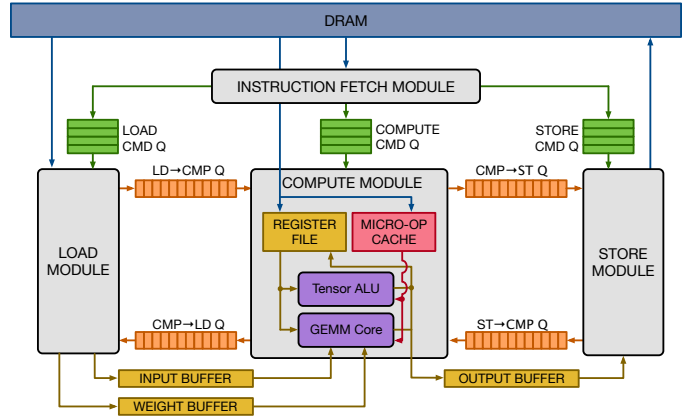 DRAM
INSTRUCTION FETCH MODULE
LOAD
CMD Q
COMPUTE
CMD Q
STORE
CMD Q
LD→CMP Q
COMPUTE MODULE
CMP→ST Q
REGISTER
FILE
MICRO-OP
CACHE
LOAD
MODULE
STORE
MODULE
Tensor ALU
CMP→LD Q
GEMM Core
ST→CMP Q
INPUT BUFFER
OUTPUT BUFFER
WEIGHT BUFFER